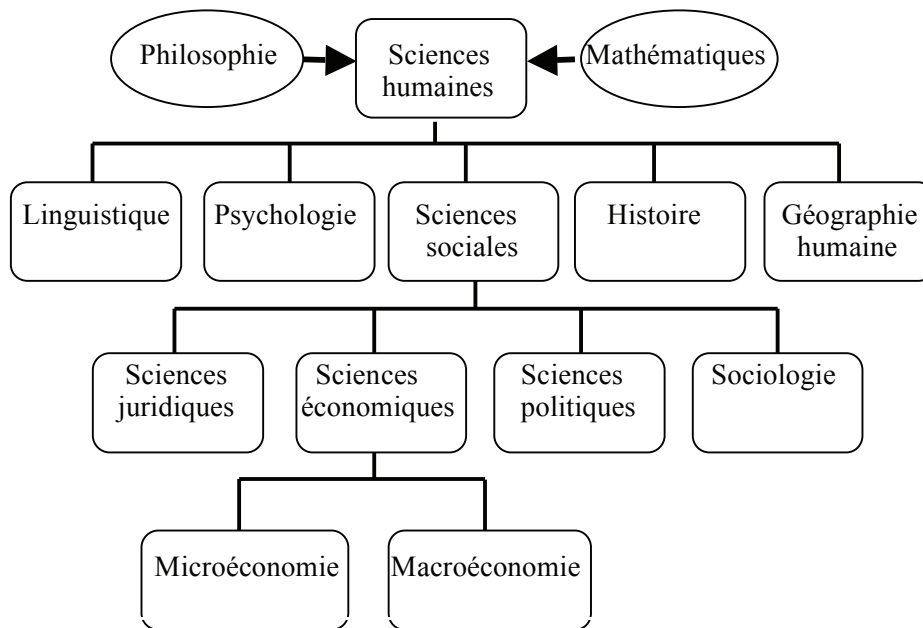 Philosophie
Sciences
humaines
Mathématiques
Linguistique
Psychologie
Sciences
sociales
Histoire
Géographie
humaine
Sciences
juridiques
Sciences
économiques
Sciences
politiques
Sociologie
Microéconomie
Macroéconomie